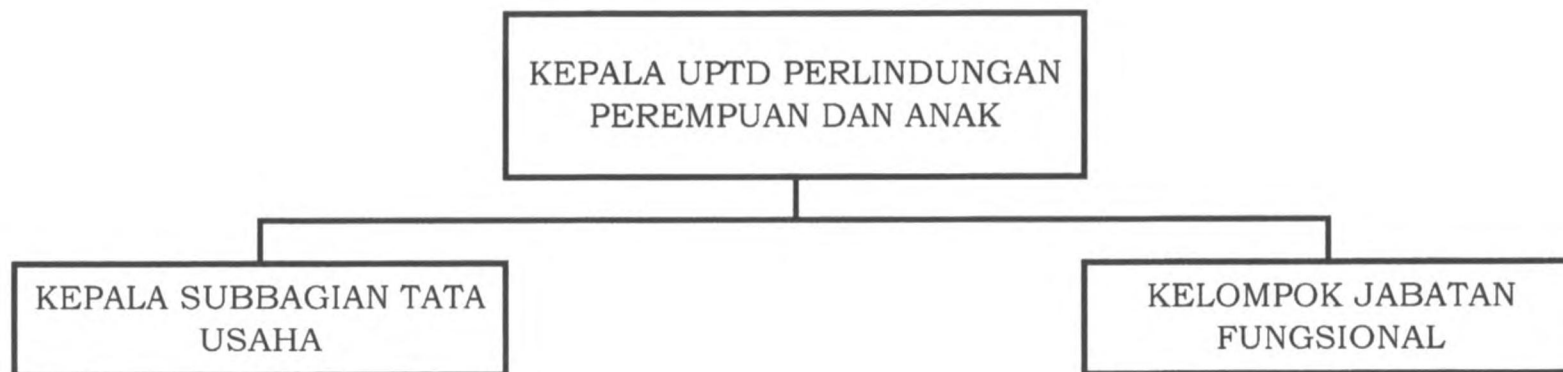 KEPALA UPTD PERLINDUNGAN
PEREMPUAN DAN ANAK
KEPALA SUBBAGIAN TATA
USAHA
KELOMPOK JABATAN
FUNGSIONAL